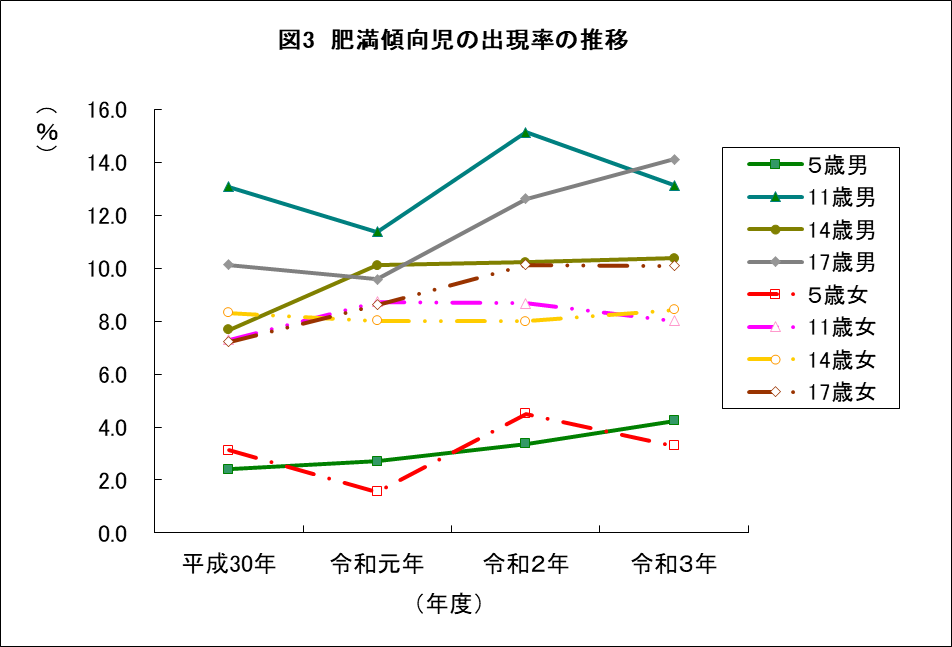 図3 肥満傾向児の出現率の推移
（%）
16.0
14.0
12.0
10.0
8.0
6.0
4.0
2.0
0.0
平成30年 令和元年 令和２年 令和３年
（年度）
５歳男
11歳男
14歳男
17歳男
５歳女
11歳女
14歳女
17歳女